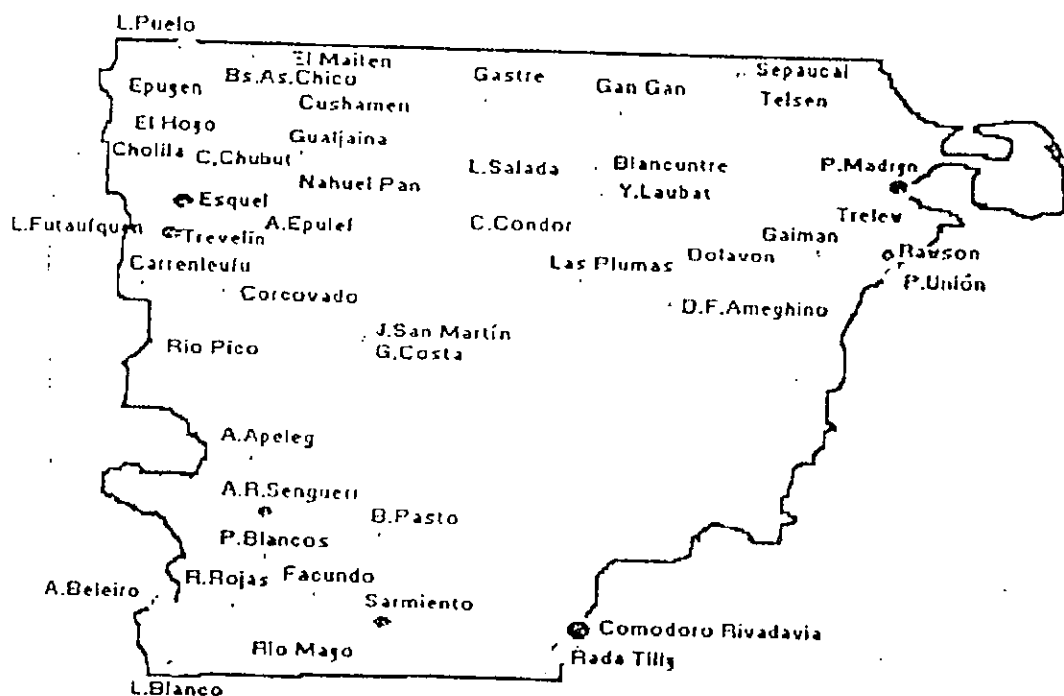 L.Puelo
El Maiten
Bs.As.Chico
Gastre
Gan Gan
Sepaucal
Epuyen
Cushamen
Telsen
El Hoyo
Gualjaina
Cholila
C.Chubut
L.Salada
Blancuntre
P.Madryn
Nahuel Pan
Y.Laubat
Esquel
Trelew
L.Futaufquen
Trevelin
A.Epulef
C.Condor
Gaiman
Rawson
Carrenleufu
Las Plumas
Dolavon
P.Unión
Corcovado
D.F.Ameghino
J.San Martín
Rio Pico
G.Costa
A.Apeleg
A.R.Senguerr
B.Pasto
P.Blancos
A.Beleiro
R.Rojas
Facundo
Sarmiento
Comodoro Rivadavia
Rio Mayo
Rada Tilly
L.Blanco